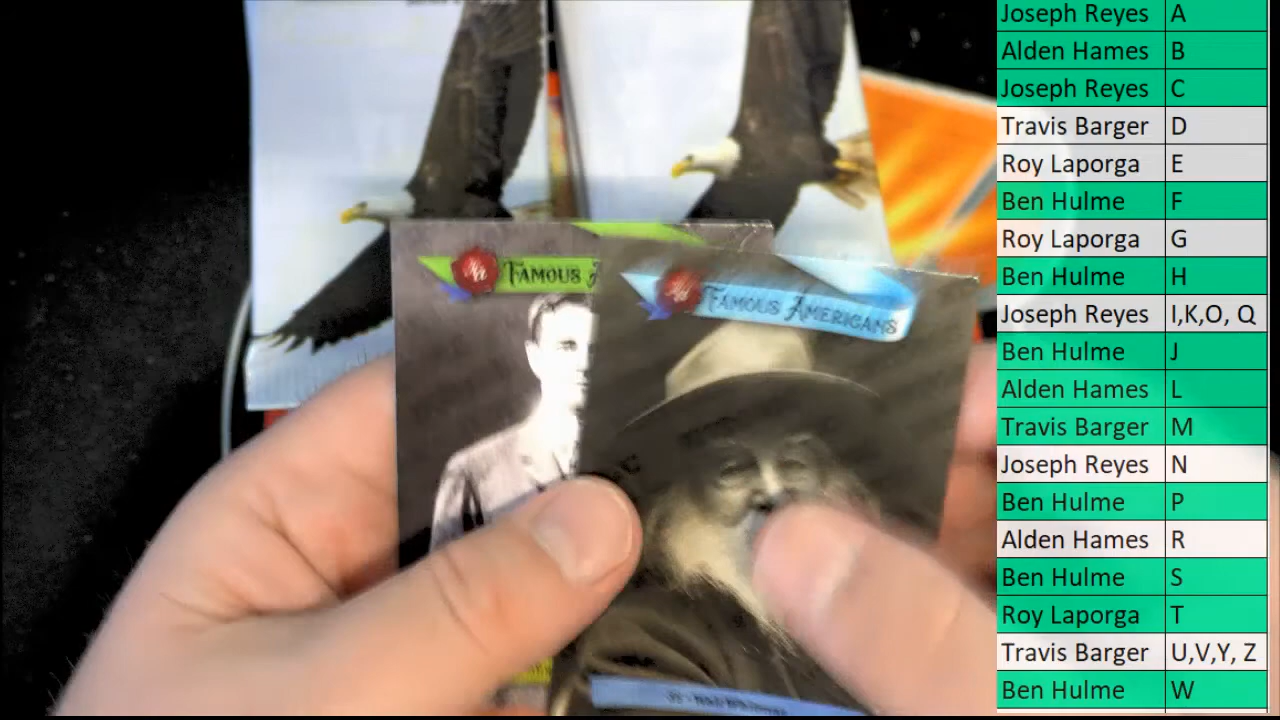 Joseph Reyes A
Alden Hames B
Joseph Reyes C
Travis Barger D
Roy Laporga E
Ben Hulme F
Roy Laporga G
Ben Hulme H
Joseph Reyes I,K,O, Q
Ben Hulme J
Alden Hames L
Travis Barger M
Joseph Reyes N
Ben Hulme P
Alden Hames R
Ben Hulme S
Roy Laporga T
Travis Barger U,V,Y, Z
Ben Hulme W
FAMOUS
FAMOUS AMERICANS